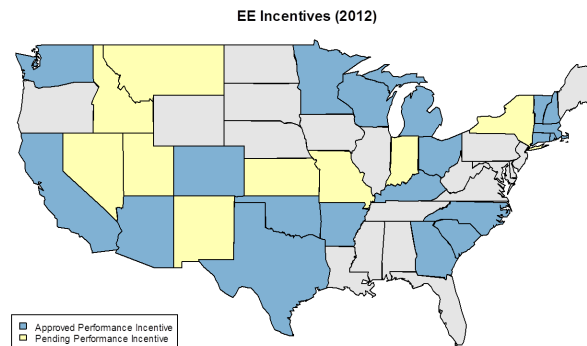 EE Incentives (2012)
Approved Performance Incentive
Pending Performance Incentive